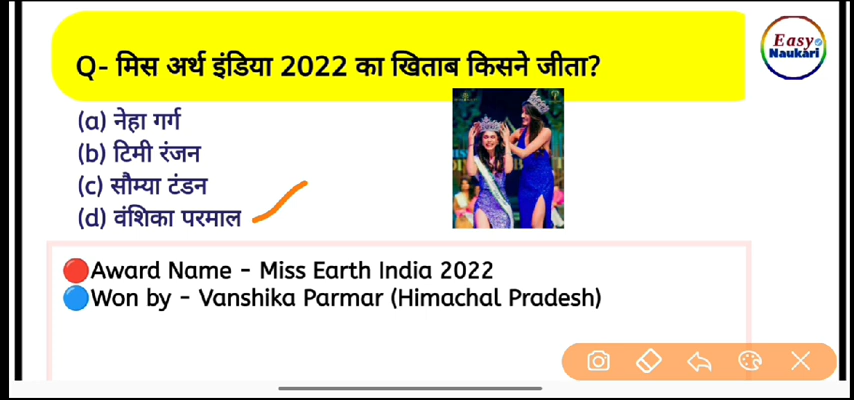 Q- मिस अर्थ इंडिया 2022 का खिताब किसने जीता?
Easy
Naukari
(a) नेहा गर्ग
(b) टिमी रंजन
(c) सौम्या टंडन
(d) वंशिका परमाल
Award Name - Miss Earth India 2022
Won by - Vanshika Parmar (Himachal Pradesh)